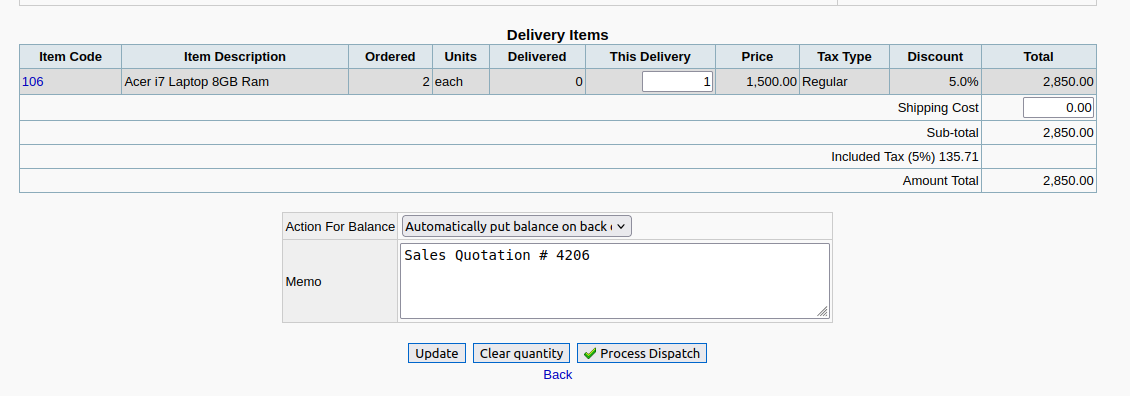 Delivery Items
Item Code Item Description Ordered Units Delivered This Delivery Price Tax Type Discount Total
106 Acer i7 Laptop 8GB Ram 2 each 0 1 1,500.00 Regular 5.0% 2,850.00
Shipping Cost 0.00
Sub-total 2,850.00
Included Tax (5%) 135.71
Amount Total 2,850.00
Action For Balance Automatically put balance on back
Sales Quotation # 4206
Memo
Update Clear quantity Process Dispatch
Back